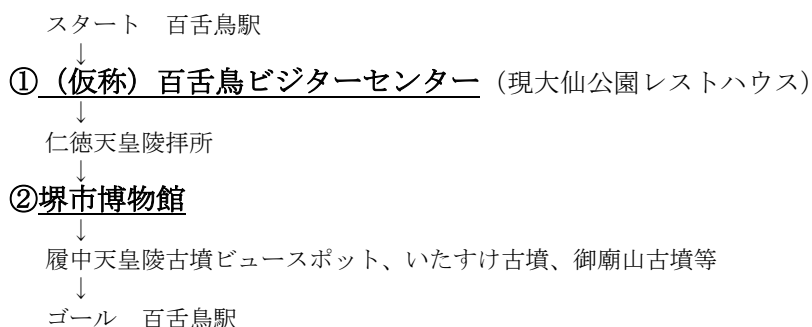 スタート　百舌鳥駅
↓
①（仮称）百舌鳥ビジターセンター（現大仙公園レストハウス）
↓
仁徳天皇陵拝所
↓
②堺市博物館
↓
履中天皇陵古墳ビュースポット、いたすけ古墳、御廟山古墳等
↓
ゴール　百舌鳥駅